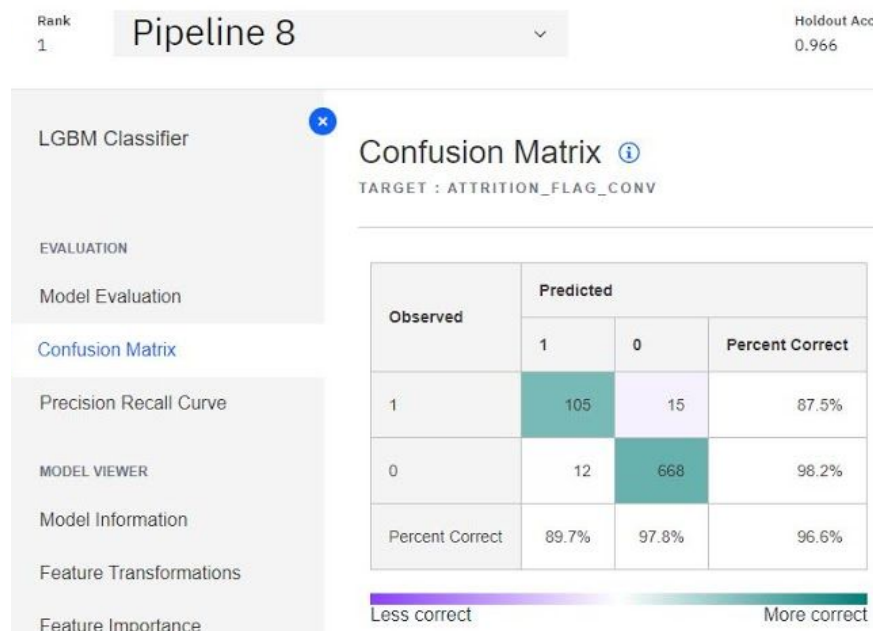 Rank
1
Pipeline 8
Holdout Acc
0.966
LGBM Classifier
EVALUATION
Model Evaluation
Confusion Matrix
Precision Recall Curve
MODEL VIEWER
Model Information
Feature Transformations
Feature Importance
Confusion Matrix
TARGET : ATTRITION_FLAG_CONV
Observed Predicted
1 0 Percent Correct
1 105 15 87.5%
0 12 668 98.2%
Percent Correct 89.7% 97.8% 96.6%
Less correct More correct